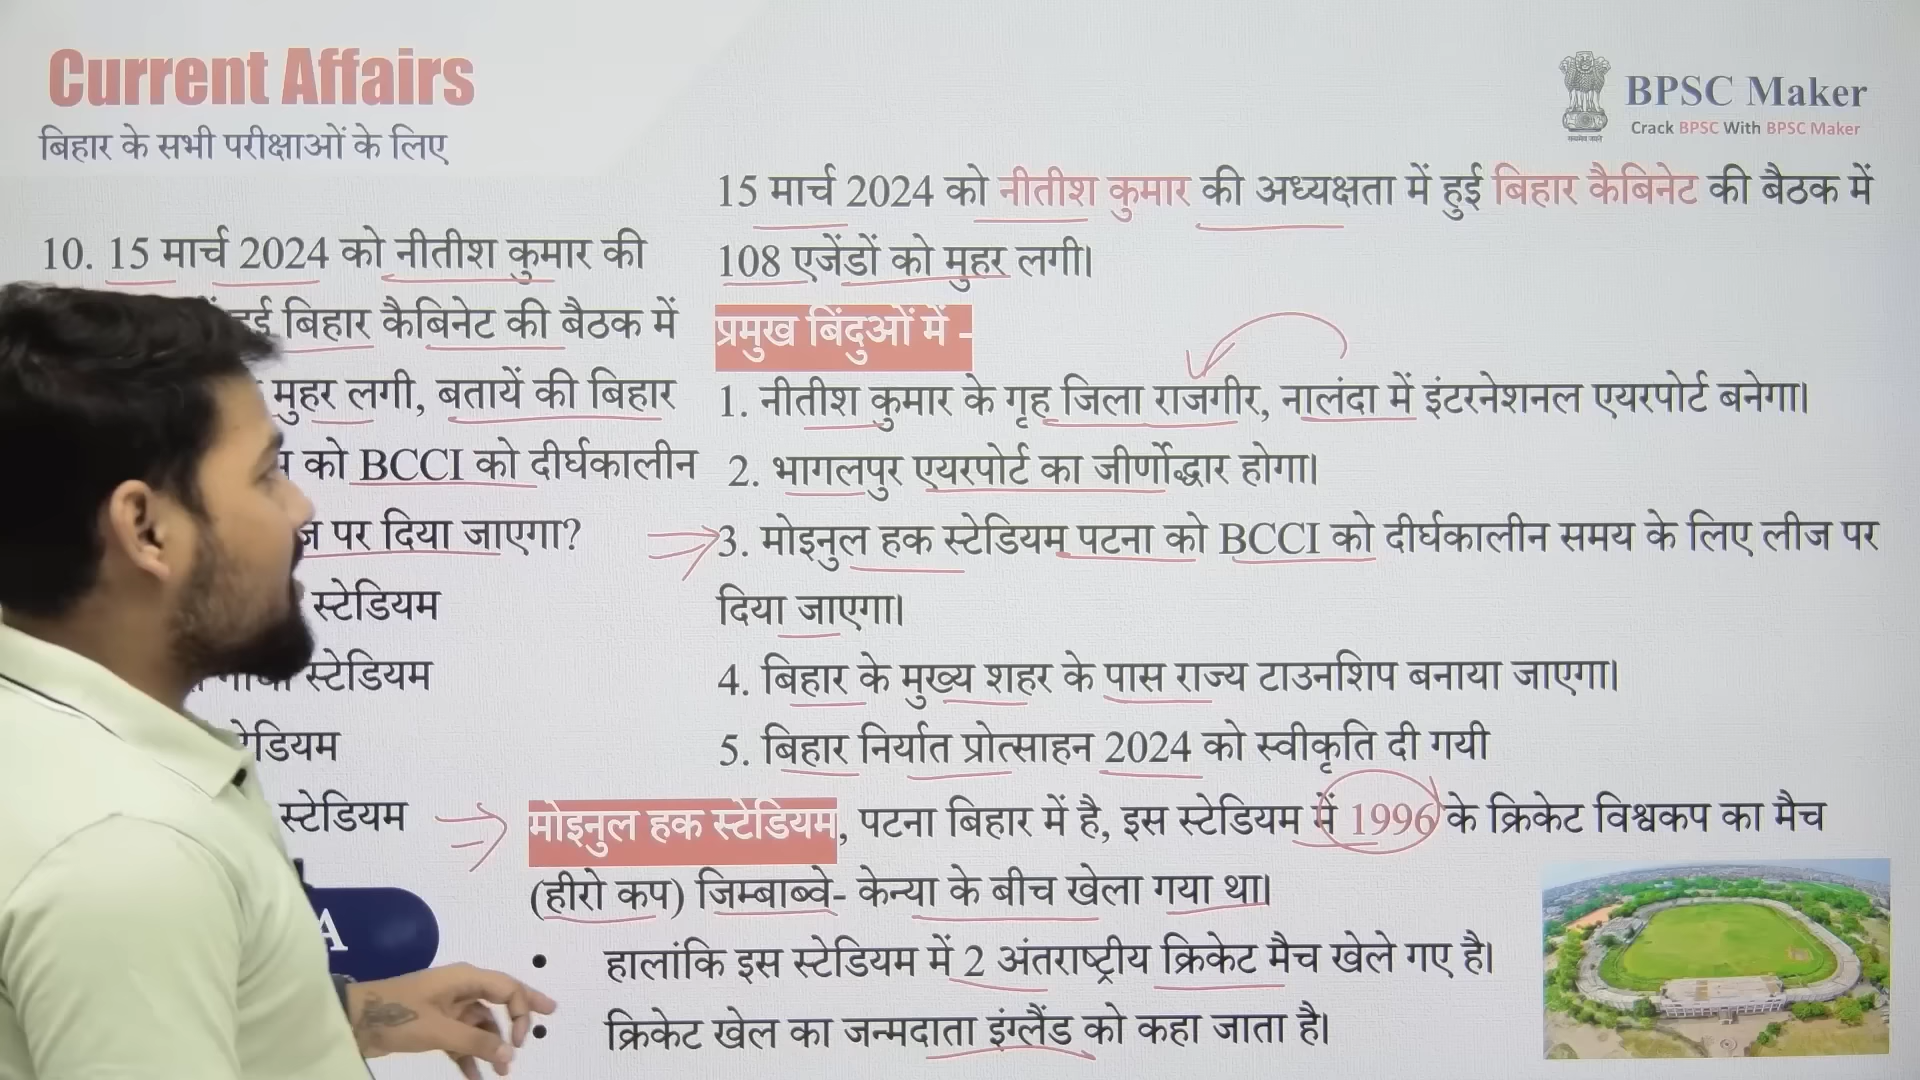 Current Affairs
बिहार के सभी परीक्षाओं के लिए
BPSC Maker
Crack BPSC With BPSC Maker
10. 15 मार्च 2024 को नीतीश कुमार की
हुई बिहार कैबिनेट की बैठक में
मुहर लगी, बतायें की बिहार
को BCCI को दीर्घकालीन
पर दिया जाएगा?
स्टेडियम
स्टेडियम
स्टेडियम
A
15 मार्च 2024 को नीतीश कुमार की अध्यक्षता में हुई बिहार कैबिनेट की बैठक में
108 एजेंडों को मुहर लगी।
प्रमुख बिंदुओं में -
1. नीतीश कुमार के गृह जिला राजगीर, नालंदा में इंटरनेशनल एयरपोर्ट बनेगा।
2. भागलपुर एयरपोर्ट का जीर्णोद्धार होगा।
3. मोइनुल हक स्टेडियम पटना को BCCI को दीर्घकालीन समय के लिए लीज पर
दिया जाएगा।
4. बिहार के मुख्य शहर के पास राज्य टाउनशिप बनाया जाएगा।
5. बिहार निर्यात प्रोत्साहन 2024 को स्वीकृति दी गयी
मोइनुल हक स्टेडियम, पटना बिहार में है, इस स्टेडियम में 1996 के क्रिकेट विश्वकप का मैच
(हीरो कप) जिम्बाब्वे- केन्या के बीच खेला गया था।
• हालांकि इस स्टेडियम में 2 अंतराष्ट्रीय क्रिकेट मैच खेले गए है।
• क्रिकेट खेल का जन्मदाता इंग्लैंड को कहा जाता है।